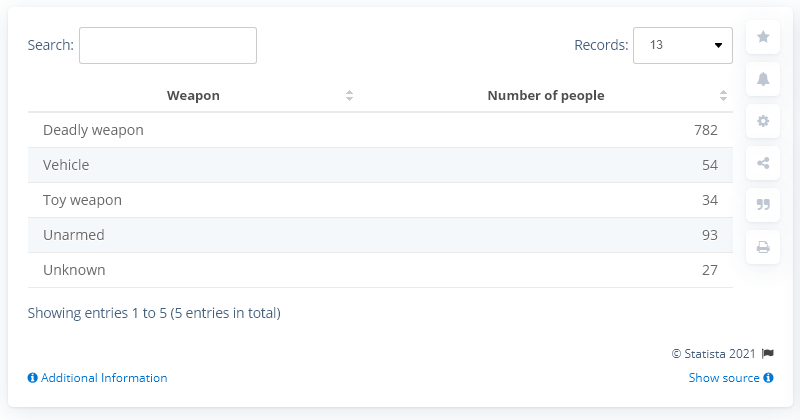 Search:
Records: 13
Weapon Number of people
Deadly weapon 782
Vehicle 54
Toy weapon 34
Unarmed 93
Unknown 27
Showing entries 1 to 5 (5 entries in total)
© Statista 2021
Additional Information Show source